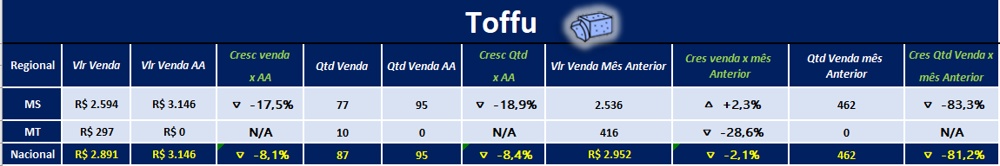 Toffu
Regional Vlr Venda Vlr Venda AA Cresc venda x AA Qtd Venda Qtd Venda AA Cresc Qtd x AA Vlr Venda Mês Anterior Cres venda x mês Anterior Qtd Venda mês Anterior Cres Qtd Venda x mês Anterior
MS R$ 2.594 R$ 3.146 ▽ -17,5% 77 95 ▽ -18,9% 2.536 △ +2,3% 462 ▽ -83,3%
MT R$ 297 R$ 0 N/A 10 0 N/A 416 ▽ -28,6% 0 N/A
Nacional R$ 2.891 R$ 3.146 ▽ -8,1% 87 95 ▽ -8,4% R$ 2.952 ▽ -2,1% 462 ▽ -81,2%